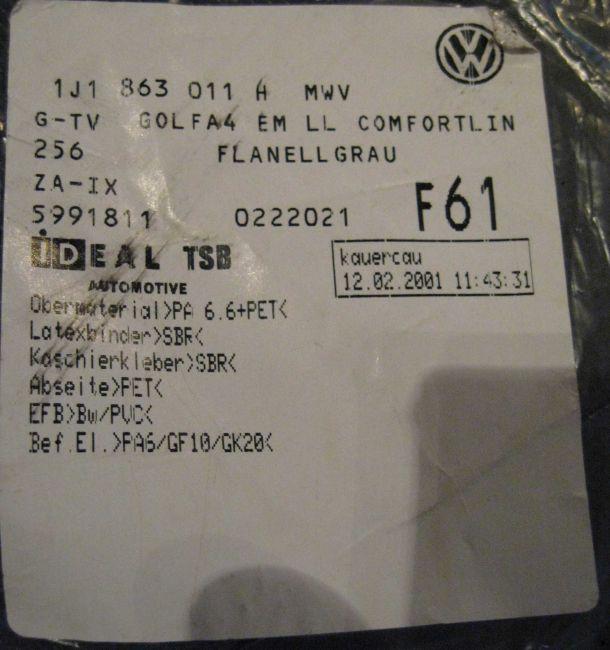 VW
1J1 863 011 H MWV
G-TV GOLFA4 EM LL COMFORTLIN
256 FLANELLGRAU
ZA-IX
5991811 0222021 F61
iDEAL TSB
AUTOMOTIVE
kauercau
12.02.2001 11:43:31
Obermaterial>PA 6.6+PET<
Latexbinder>SBR<
Kaschierkleber>SBR<
Abseite>PET<
EFB>Bw/PVC<
Bef.El.>PA6/GF10/GK20<